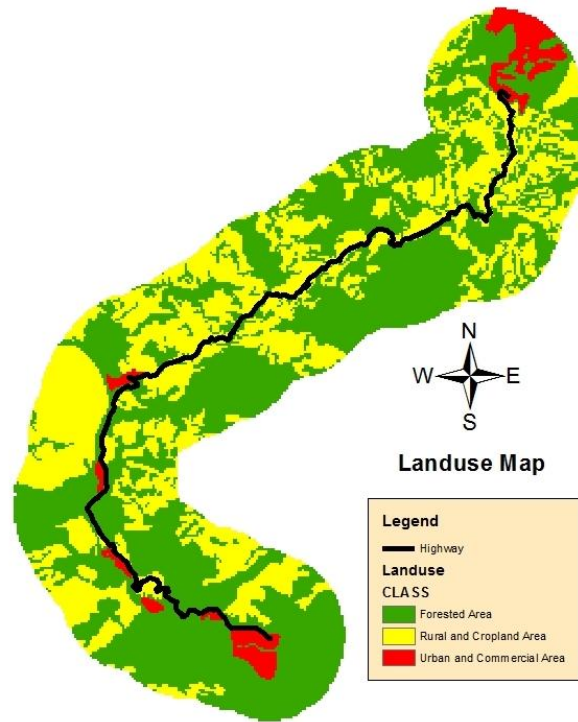 N
W E
S
Landuse Map
Legend
Highway
Landuse
CLASS
Forested Area
Rural and Cropland Area
Urban and Commercial Area